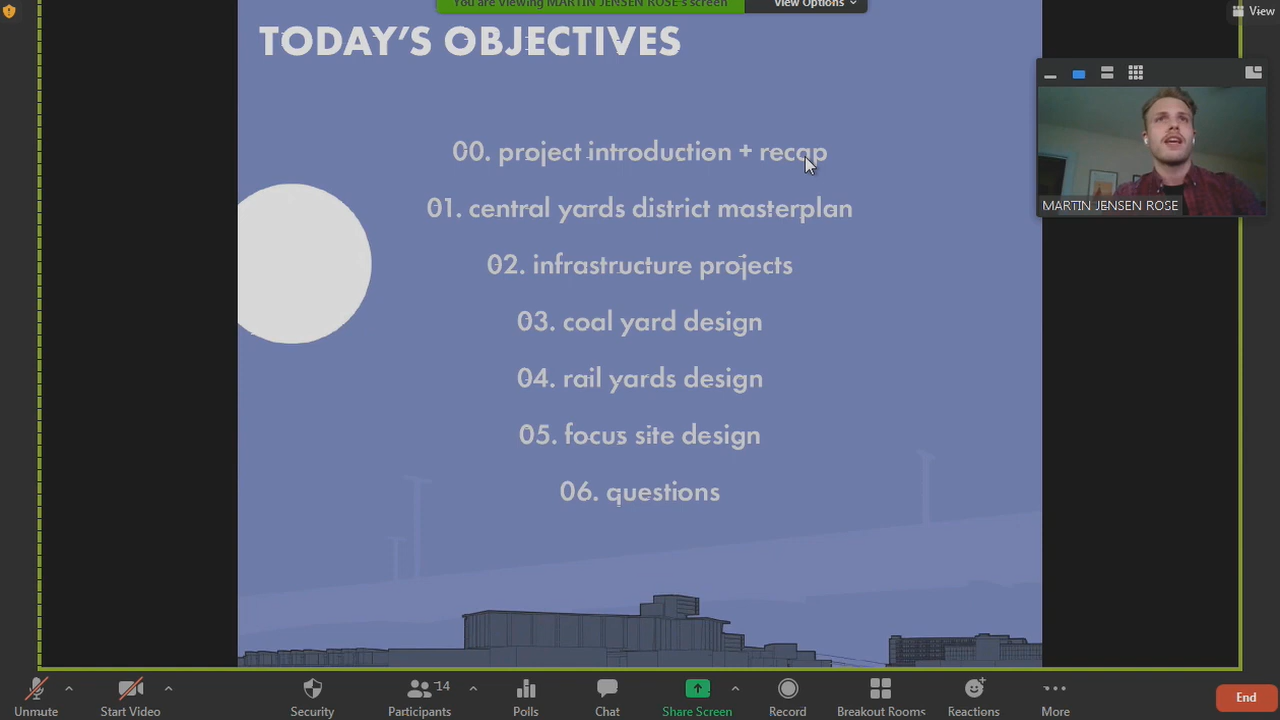 You are viewing MARTIN JENSEN ROSE's screen
View Options
View
TODAY'S OBJECTIVES
00. project introduction + recap
01. central yards district masterplan
02. infrastructure projects
03. coal yard design
04. rail yards design
05. focus site design
06. questions
MARTIN JENSEN ROSE
Unmute
Start Video
Security
14
Participants
Polls
Chat
Share Screen
Record
Breakout Rooms
Reactions
More
End